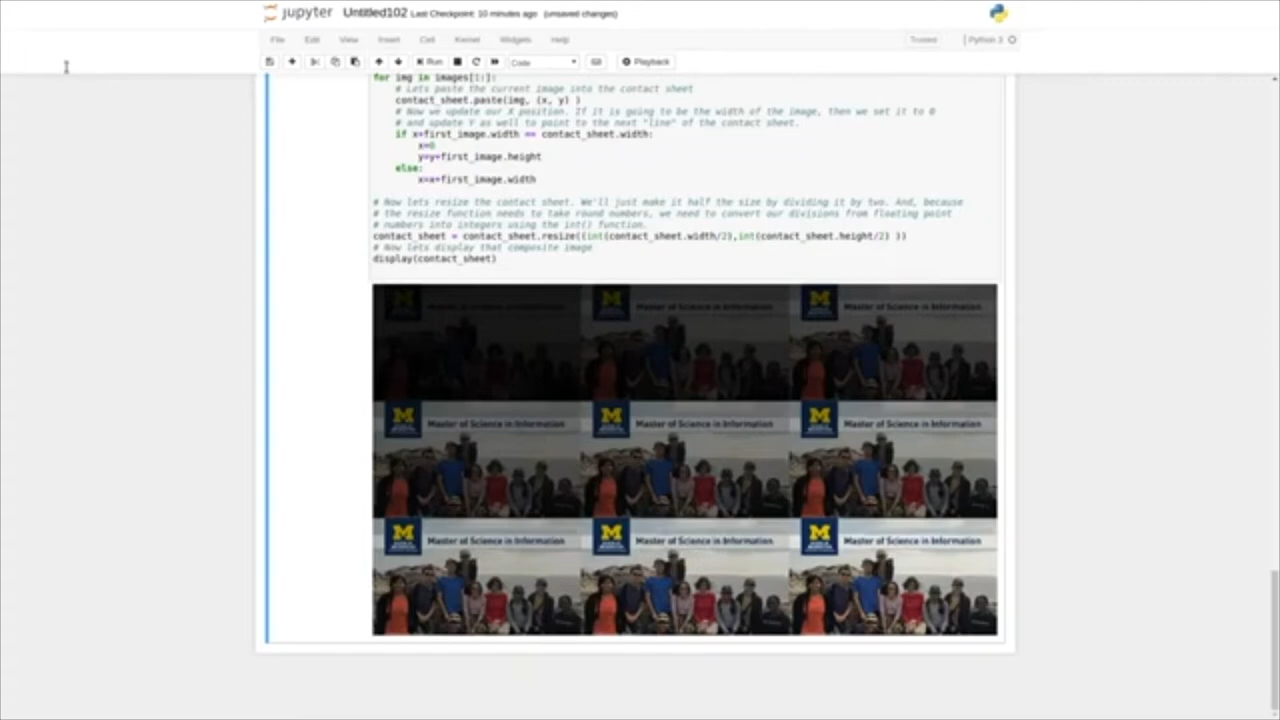 jupyter Untitled102 Last Checkpoint: 10 minutes ago (unsaved changes)
File Edit View Insert Cell Kernel Widgets Help Trusted Python 3
Run Code Playback
for img in images[1:]:
# Lets paste the current image into the contact sheet
contact_sheet.paste(img, (x, y) )
# Now we update our X position. If it is going to be the width of the image, then we set it to 0
# and update Y as well to point to the next "line" of the contact sheet.
if x+first_image.width == contact_sheet.width:
x=0
y=y+first_image.height
else:
x=x+first_image.width
# Now lets resize the contact sheet. We'll just make it half the size by dividing it by two. And, because
# the resize function needs to take round numbers, we need to convert our divisions from floating point
# numbers into integers using the int() function.
contact_sheet = contact_sheet.resize((int(contact_sheet.width/2),int(contact_sheet.height/2) ))
# Now lets display that composite image
display(contact_sheet)
M Master of Science in Information M Master of Science in Information M Master of Science in Information
M Master of Science in Information M Master of Science in Information M Master of Science in Information
M Master of Science in Information M Master of Science in Information M Master of Science in Information